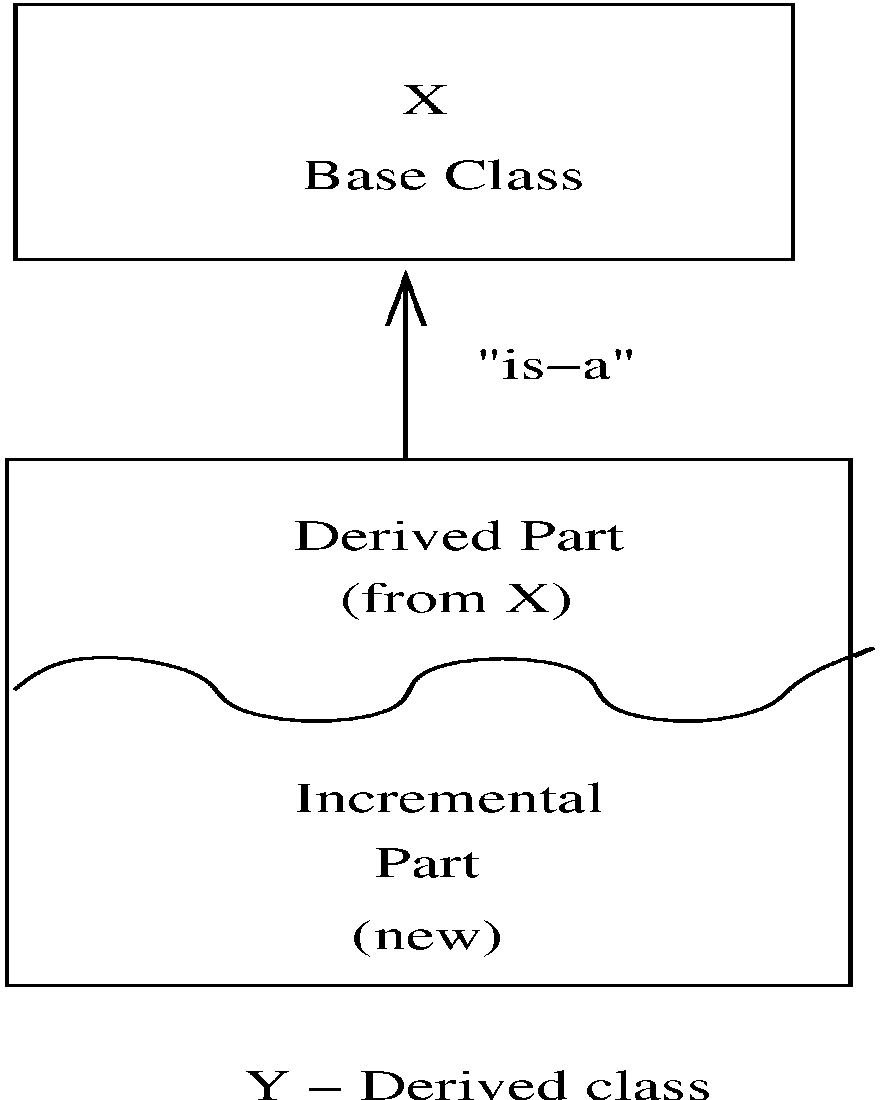 X
Base Class
"is−a"
Derived Part
(from X)
Incremental
Part
(new)
Y − Derived class